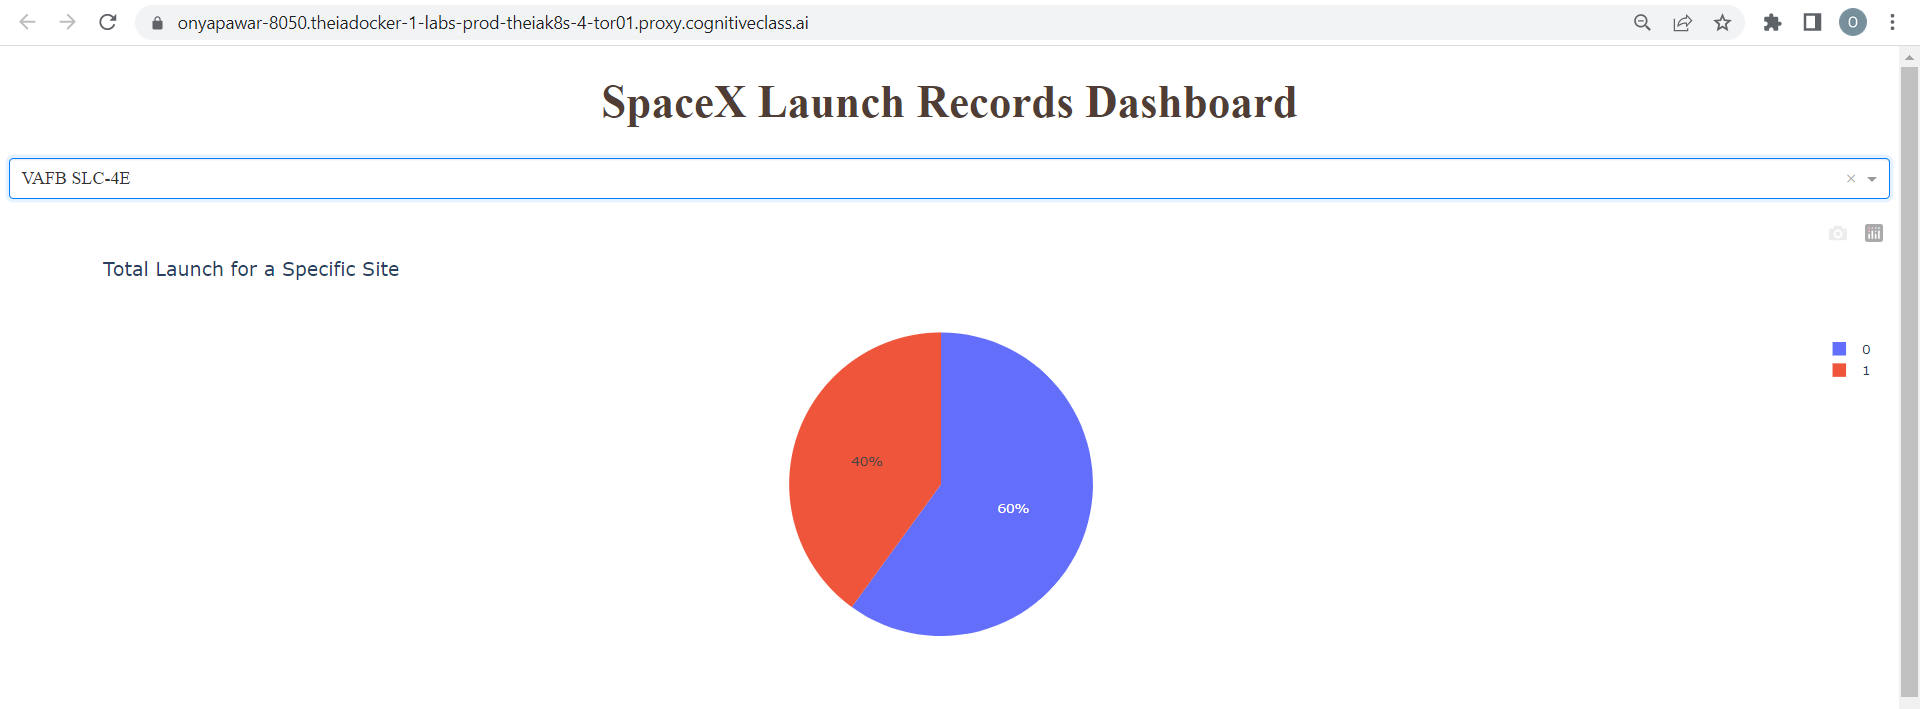 onyapawar-8050.theiadocker-1-labs-prod-theiak8s-4-tor01.proxy.cognitiveclass.ai
O
SpaceX Launch Records Dashboard
VAFB SLC-4E
×
Total Launch for a Specific Site
0
1
40%
60%